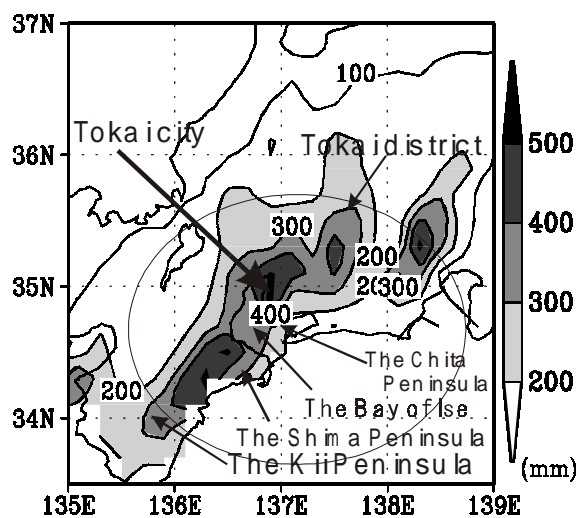 37N
100
Tokai city
36N
Tokai district
500
300
400
200
20
300
35N
400
300
The Chita
Peninsula
200
200
The Bay of Ise
34N
The Shima Peninsula
The Kii Peninsula
(mm)
135E 136E 137E 138E 139E